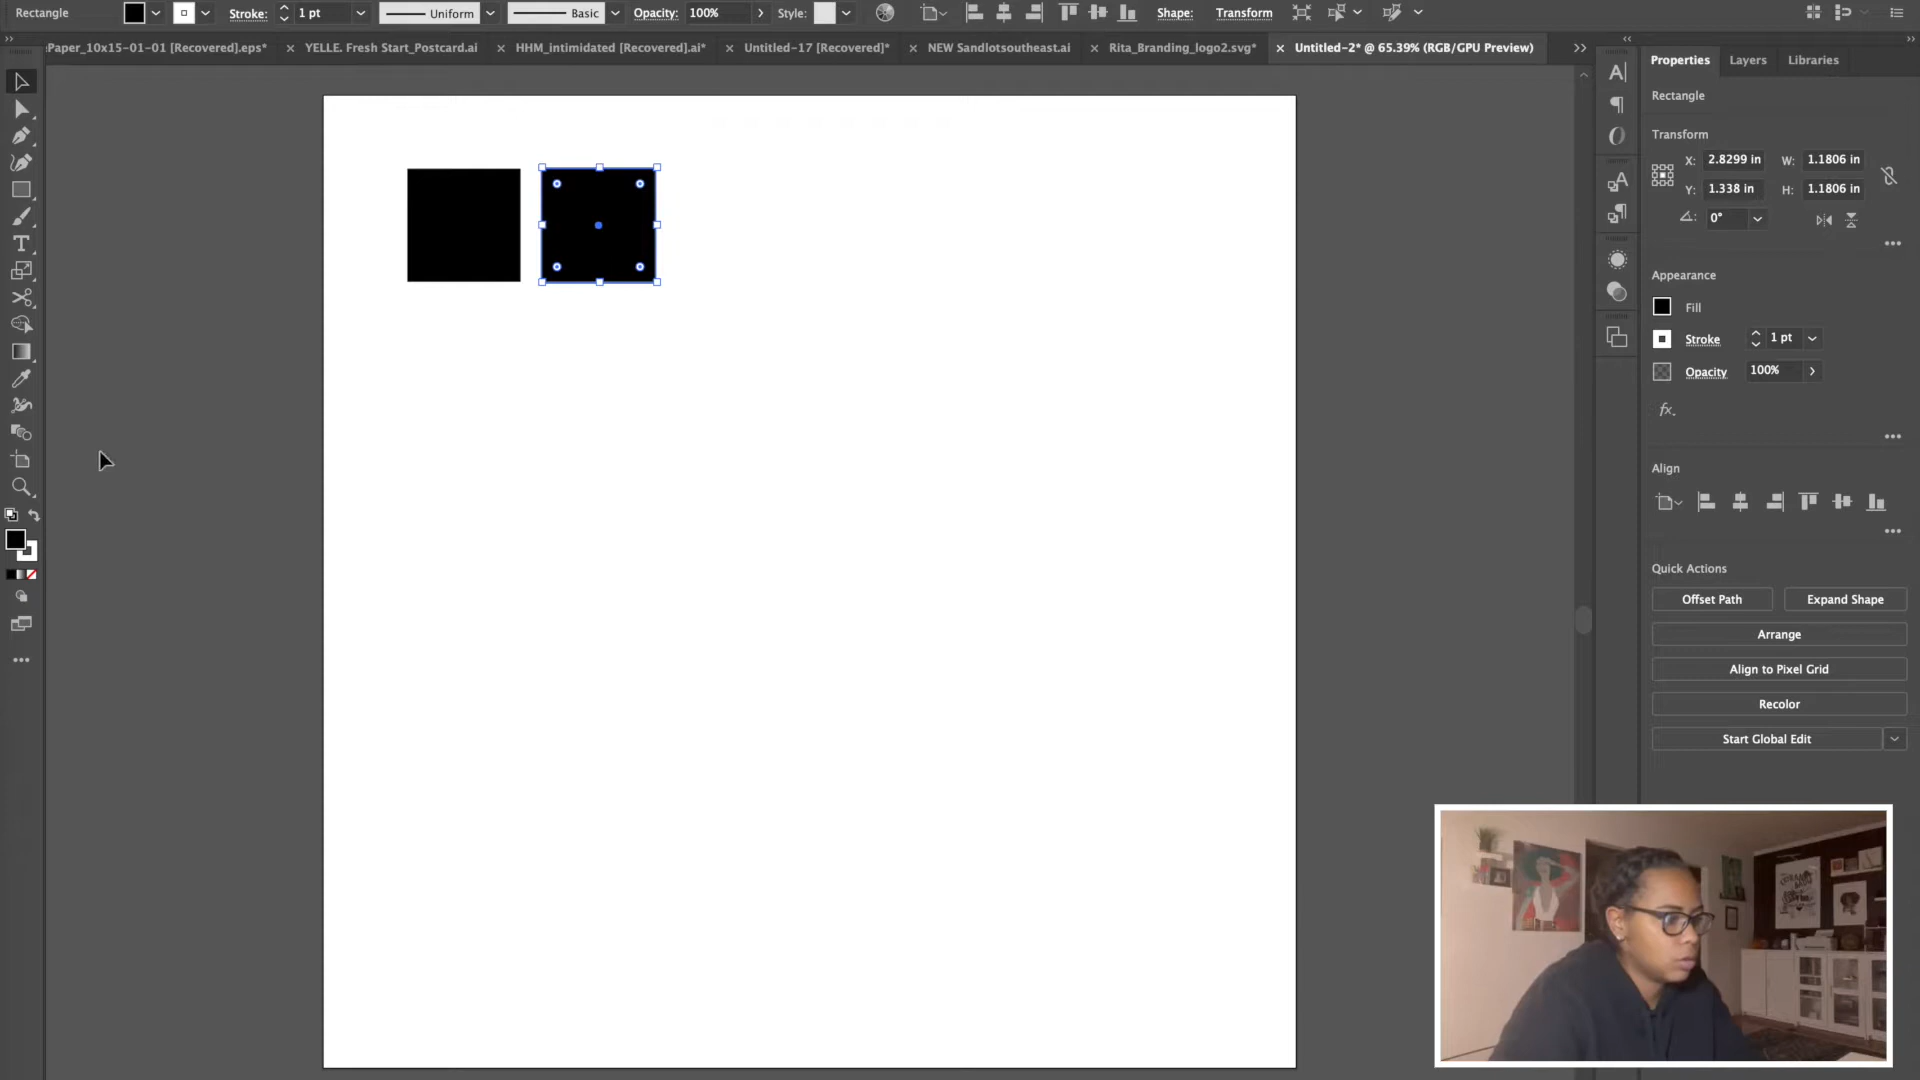 Rectangle Stroke: 1 pt Uniform Basic Opacity: 100% Style: Shape: Transform
Paper_10x15-01-01 [Recovered].eps* × YELLE. Fresh Start_Postcard.ai × HHM_intimidated [Recovered].ai* × Untitled-17 [Recovered]* × NEW Sandlotsoutheast.ai × Rita_Branding_logo2.svg* × Untitled-2* @ 65.39% (RGB/GPU Preview)
Properties Layers Libraries
Rectangle
Transform
X: 2.8299 in W: 1.1806 in
Y: 1.338 in H: 1.1806 in
0°
Appearance
Fill
Stroke 1 pt
Opacity 100%
fx.
Align
Quick Actions
Offset Path Expand Shape
Arrange
Align to Pixel Grid
Recolor
Start Global Edit